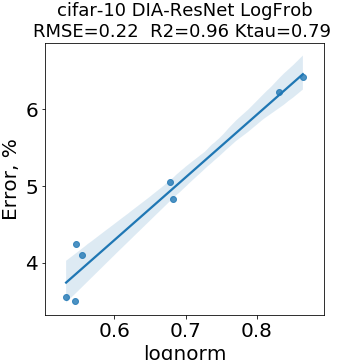 cifar-10 DIA-ResNet LogFrob
RMSE=0.22 R2=0.96 Ktau=0.79
Error, %
6
5
4
0.6 0.7 0.8
lognorm